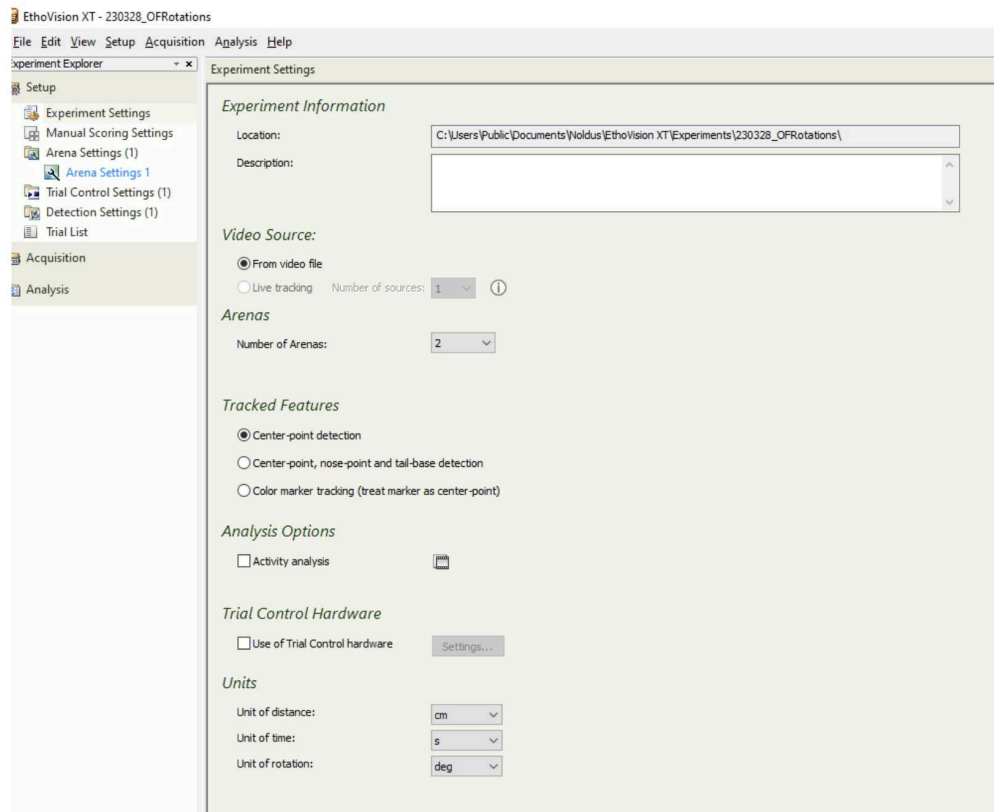 EthoVision XT - 230328_OFRotations
File Edit View Setup Acquisition Analysis Help
Experiment Explorer
Experiment Settings
Setup
Experiment Settings
Manual Scoring Settings
Arena Settings (1)
Arena Settings 1
Trial Control Settings (1)
Detection Settings (1)
Trial List
Acquisition
Analysis
Experiment Information
Location: C:\Users\Public\Documents\Noldus\EthoVision XT\Experiments\230328_OFRotations\
Description:
Video Source:
From video file
Live tracking Number of sources: 1
Arenas
Number of Arenas: 2
Tracked Features
Center-point detection
Center-point, nose-point and tail-base detection
Color marker tracking (treat marker as center-point)
Analysis Options
Activity analysis
Trial Control Hardware
Use of Trial Control hardware Settings...
Units
Unit of distance: cm
Unit of time: s
Unit of rotation: deg